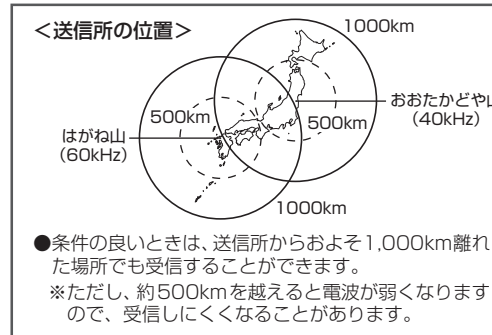 ＜送信所の位置＞
1000km
500km
おおたかどや山
(40kHz)
500km
はがね山
(60kHz)
1000km
●条件の良いときは、送信所からおよそ1,000km離れ
た場所でも受信することができます。
※ただし、約500kmを越えると電波が弱くなります
ので、受信しにくくなることがあります。